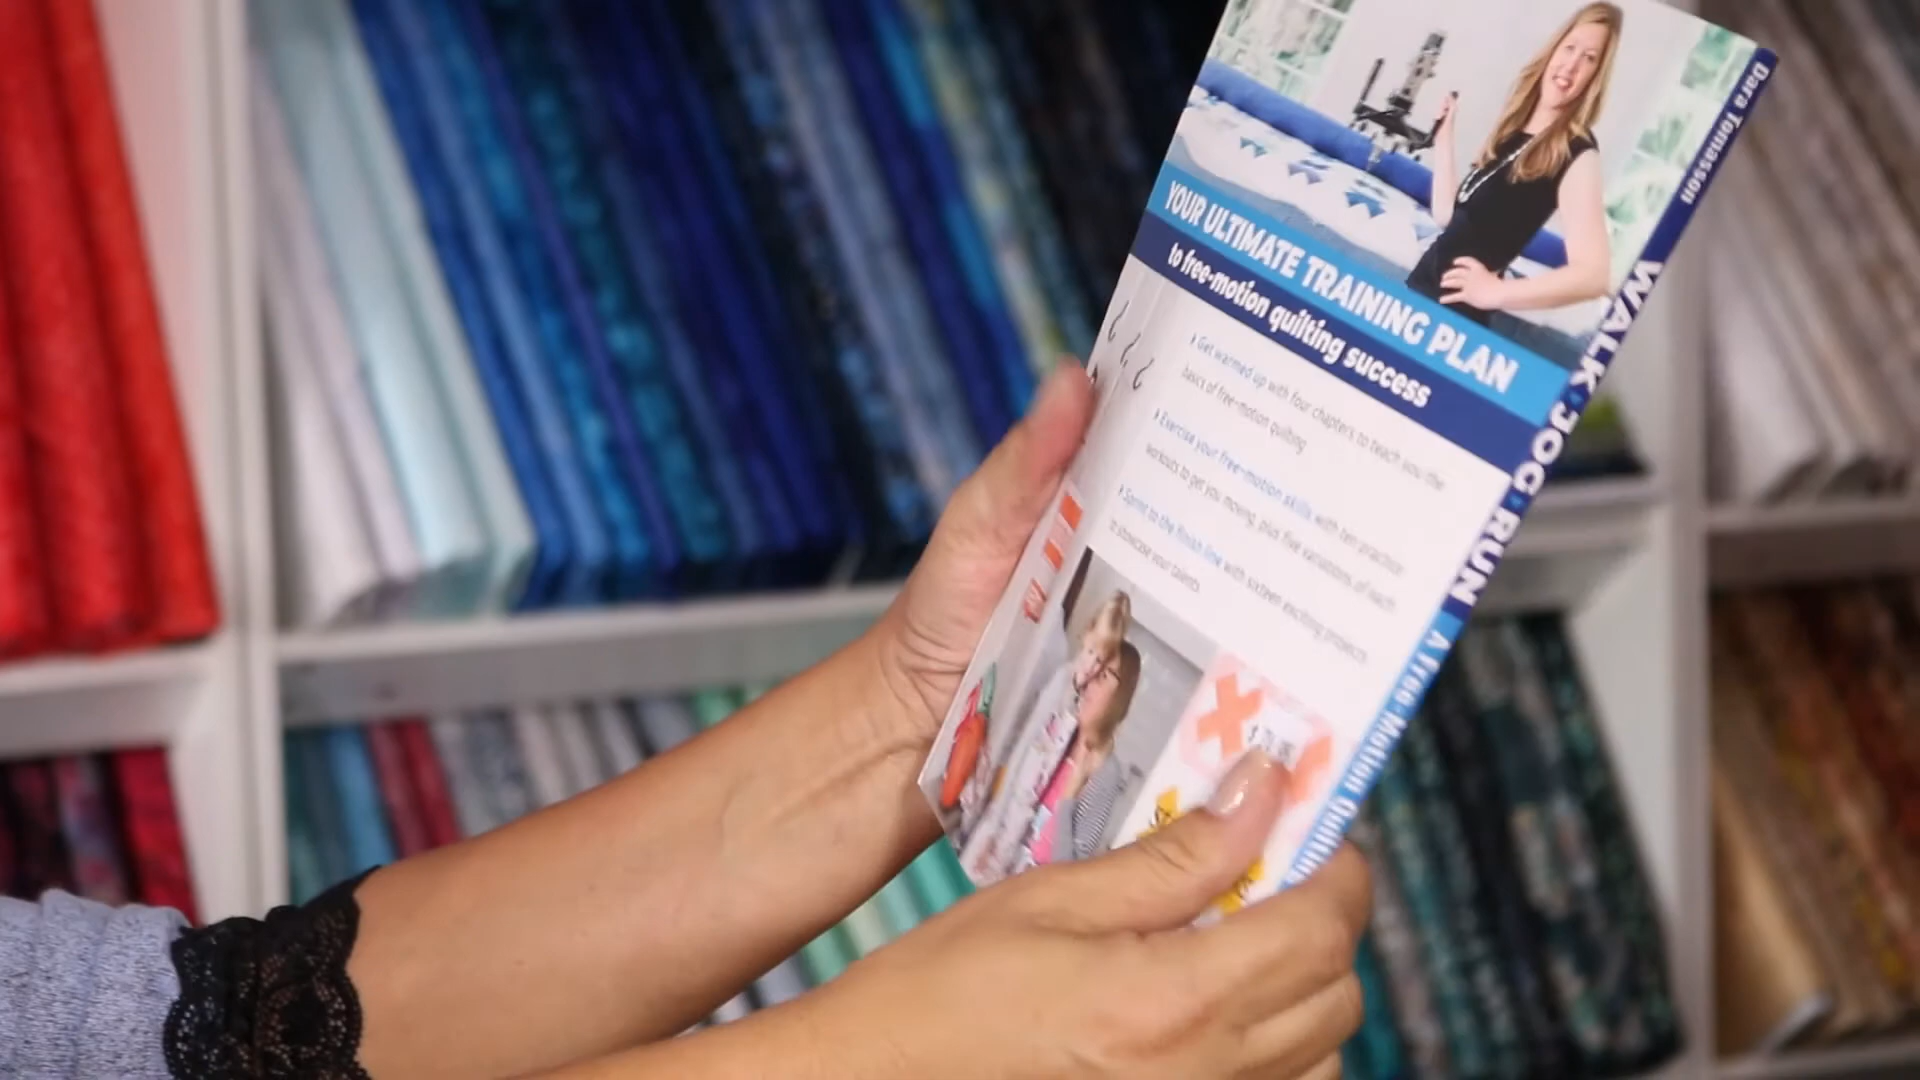 YOUR ULTIMATE TRAINING PLAN
to free-motion quilting success
Get warmed up with four chapters to teach you the
basics of free-motion quilting
Exercise your free-motion skills with ten practice
workouts to get you moving, plus five variations of each
Sprint to the finish line with sixteen exciting projects
to showcase your talents
Dara Tomasson
WALK JOG RUN
A Free-Motion Quilting